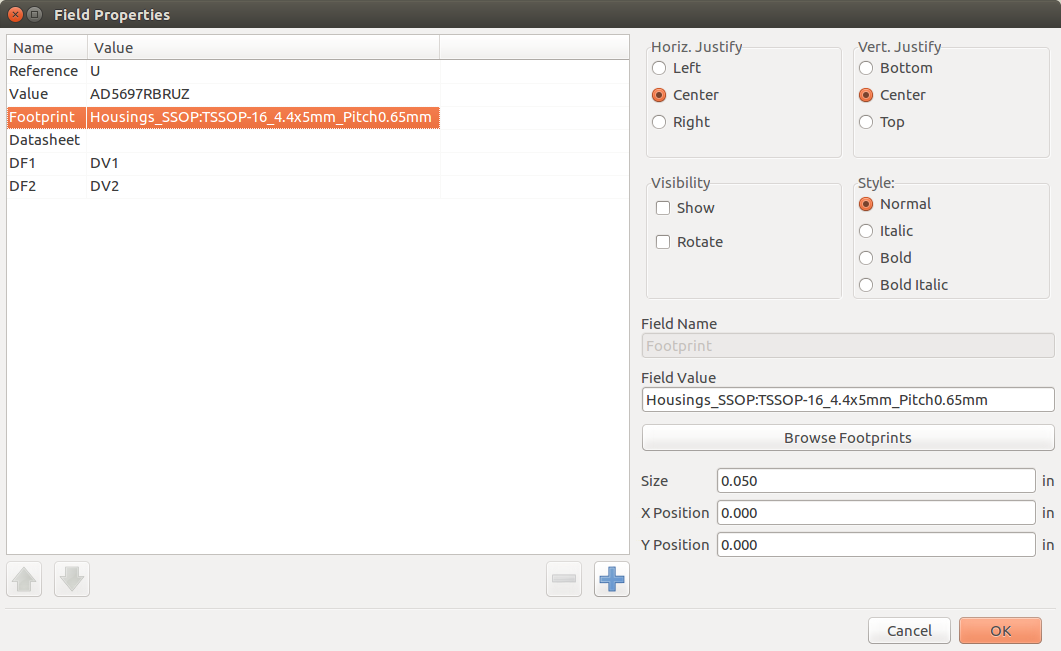 Field Properties
Name Value
Reference U
Value AD5697RBRUZ
Footprint Housings_SSOP:TSSOP-16_4.4x5mm_Pitch0.65mm
Datasheet
DF1 DV1
DF2 DV2
Horiz. Justify
Left
Center
Right
Vert. Justify
Bottom
Center
Top
Visibility
Show
Rotate
Style:
Normal
Italic
Bold
Bold Italic
Field Name
Footprint
Field Value
Housings_SSOP:TSSOP-16_4.4x5mm_Pitch0.65mm
Browse Footprints
Size 0.050 in
X Position 0.000 in
Y Position 0.000 in
Cancel OK